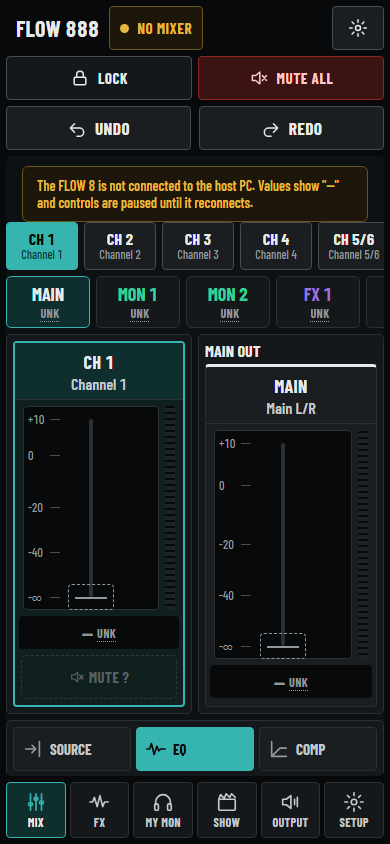 FLOW 888
NO MIXER
LOCK
MUTE ALL
UNDO
REDO
The FLOW 8 is not connected to the host PC. Values show "—"
and controls are paused until it reconnects.
CH 1
Channel 1
CH 2
Channel 2
CH 3
Channel 3
CH 4
Channel 4
CH 5/6
Channel 5/6
MAIN
UNK
MON 1
UNK
MON 2
UNK
FX 1
UNK
CH 1
Channel 1
+10
0
-20
-40
-∞
— UNK
MUTE ?
MAIN OUT
MAIN
Main L/R
+10
0
-20
-40
-∞
— UNK
SOURCE
EQ
COMP
MIX
FX
MY MON
SHOW
OUTPUT
SETUP